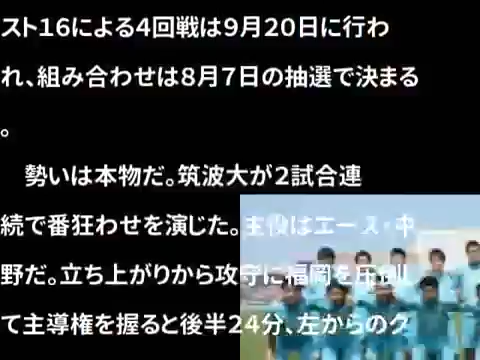 スト16による4回戦は9月20日に行わ
れ、組み合わせは8月7日の抽選で決まる
。
　勢いは本物だ。筑波大が2試合連
続で番狂わせを演じた。主役はエース・中
野だ。立ち上がりから攻守に福岡を圧倒し
て主導権を握ると後半24分、左からのク